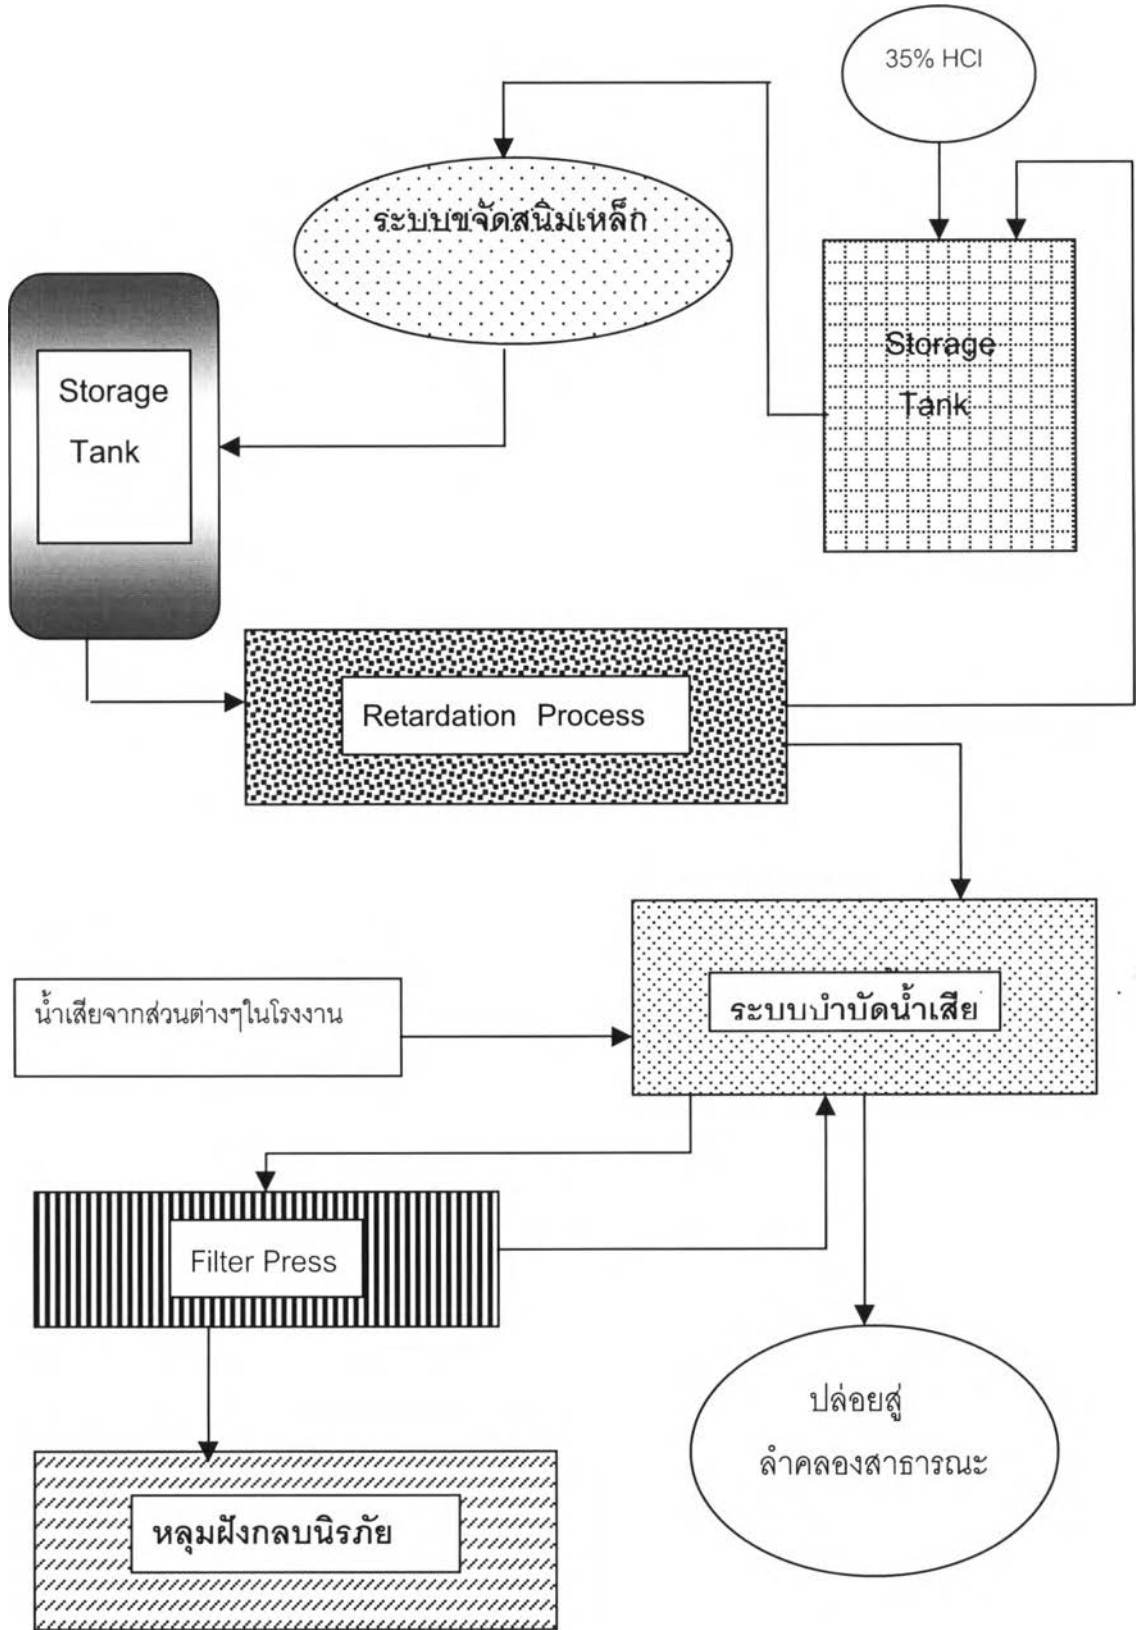 35% HCl
ระบบขจัดสนิมเหล็ก
Storage
Tank
Storage
Tank
Retardation Process
น้ำเสียจากส่วนต่างๆในโรงงาน
ระบบบำบัดน้ำเสีย
Filter Press
ปล่อยสู่
ลำคลองสาธารณะ
หลุมฝังกลบนิรภัย